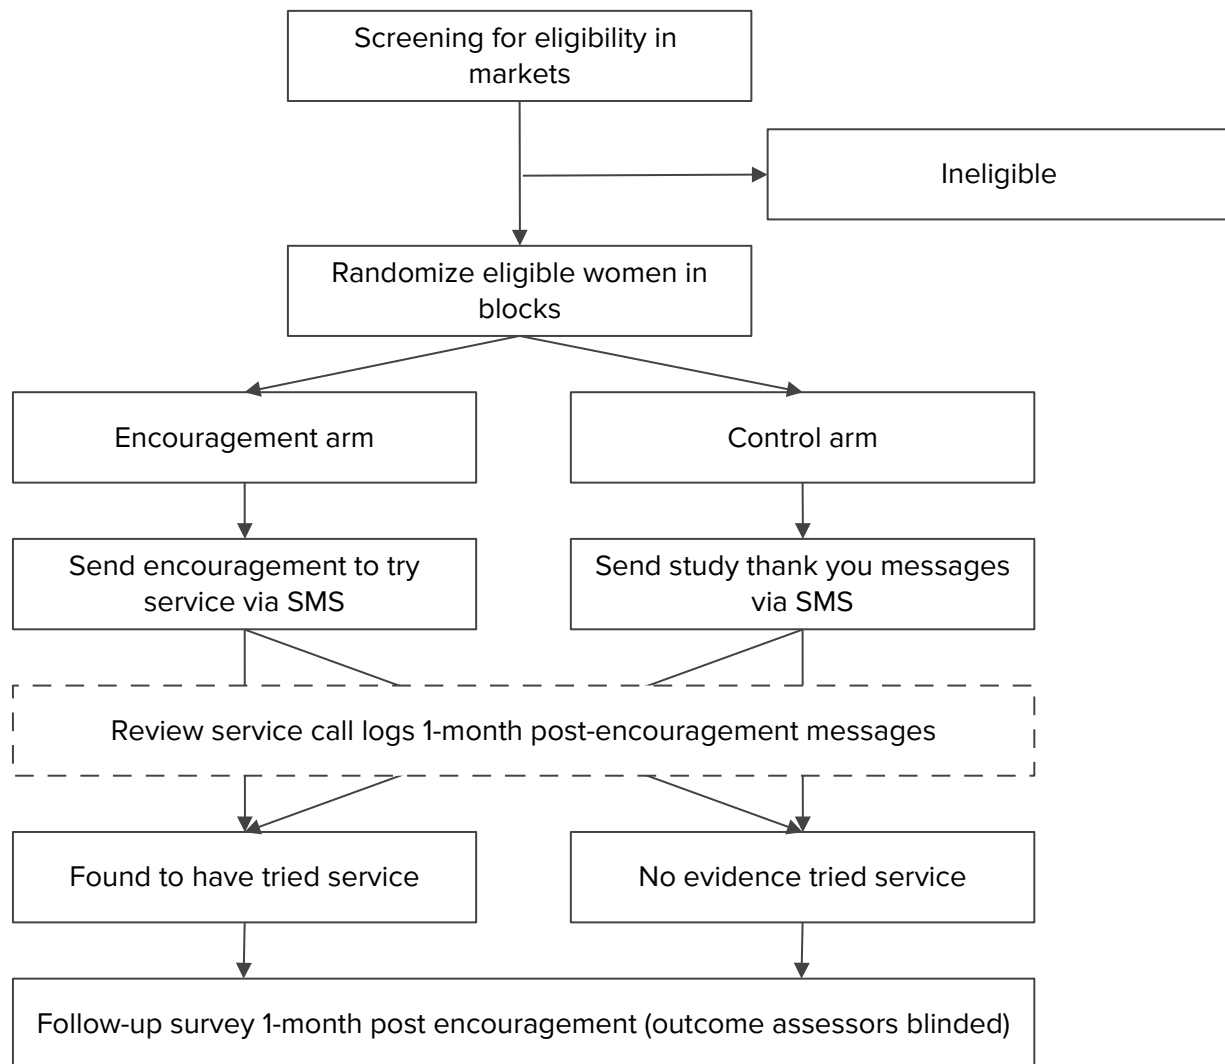 Screening for eligibility in
markets
Ineligible
Randomize eligible women in
blocks
Encouragement arm
Control arm
Send encouragement to try
service via SMS
Send study thank you messages
via SMS
Review service call logs 1-month post-encouragement messages
Found to have tried service
No evidence tried service
Follow-up survey 1-month post encouragement (outcome assessors blinded)